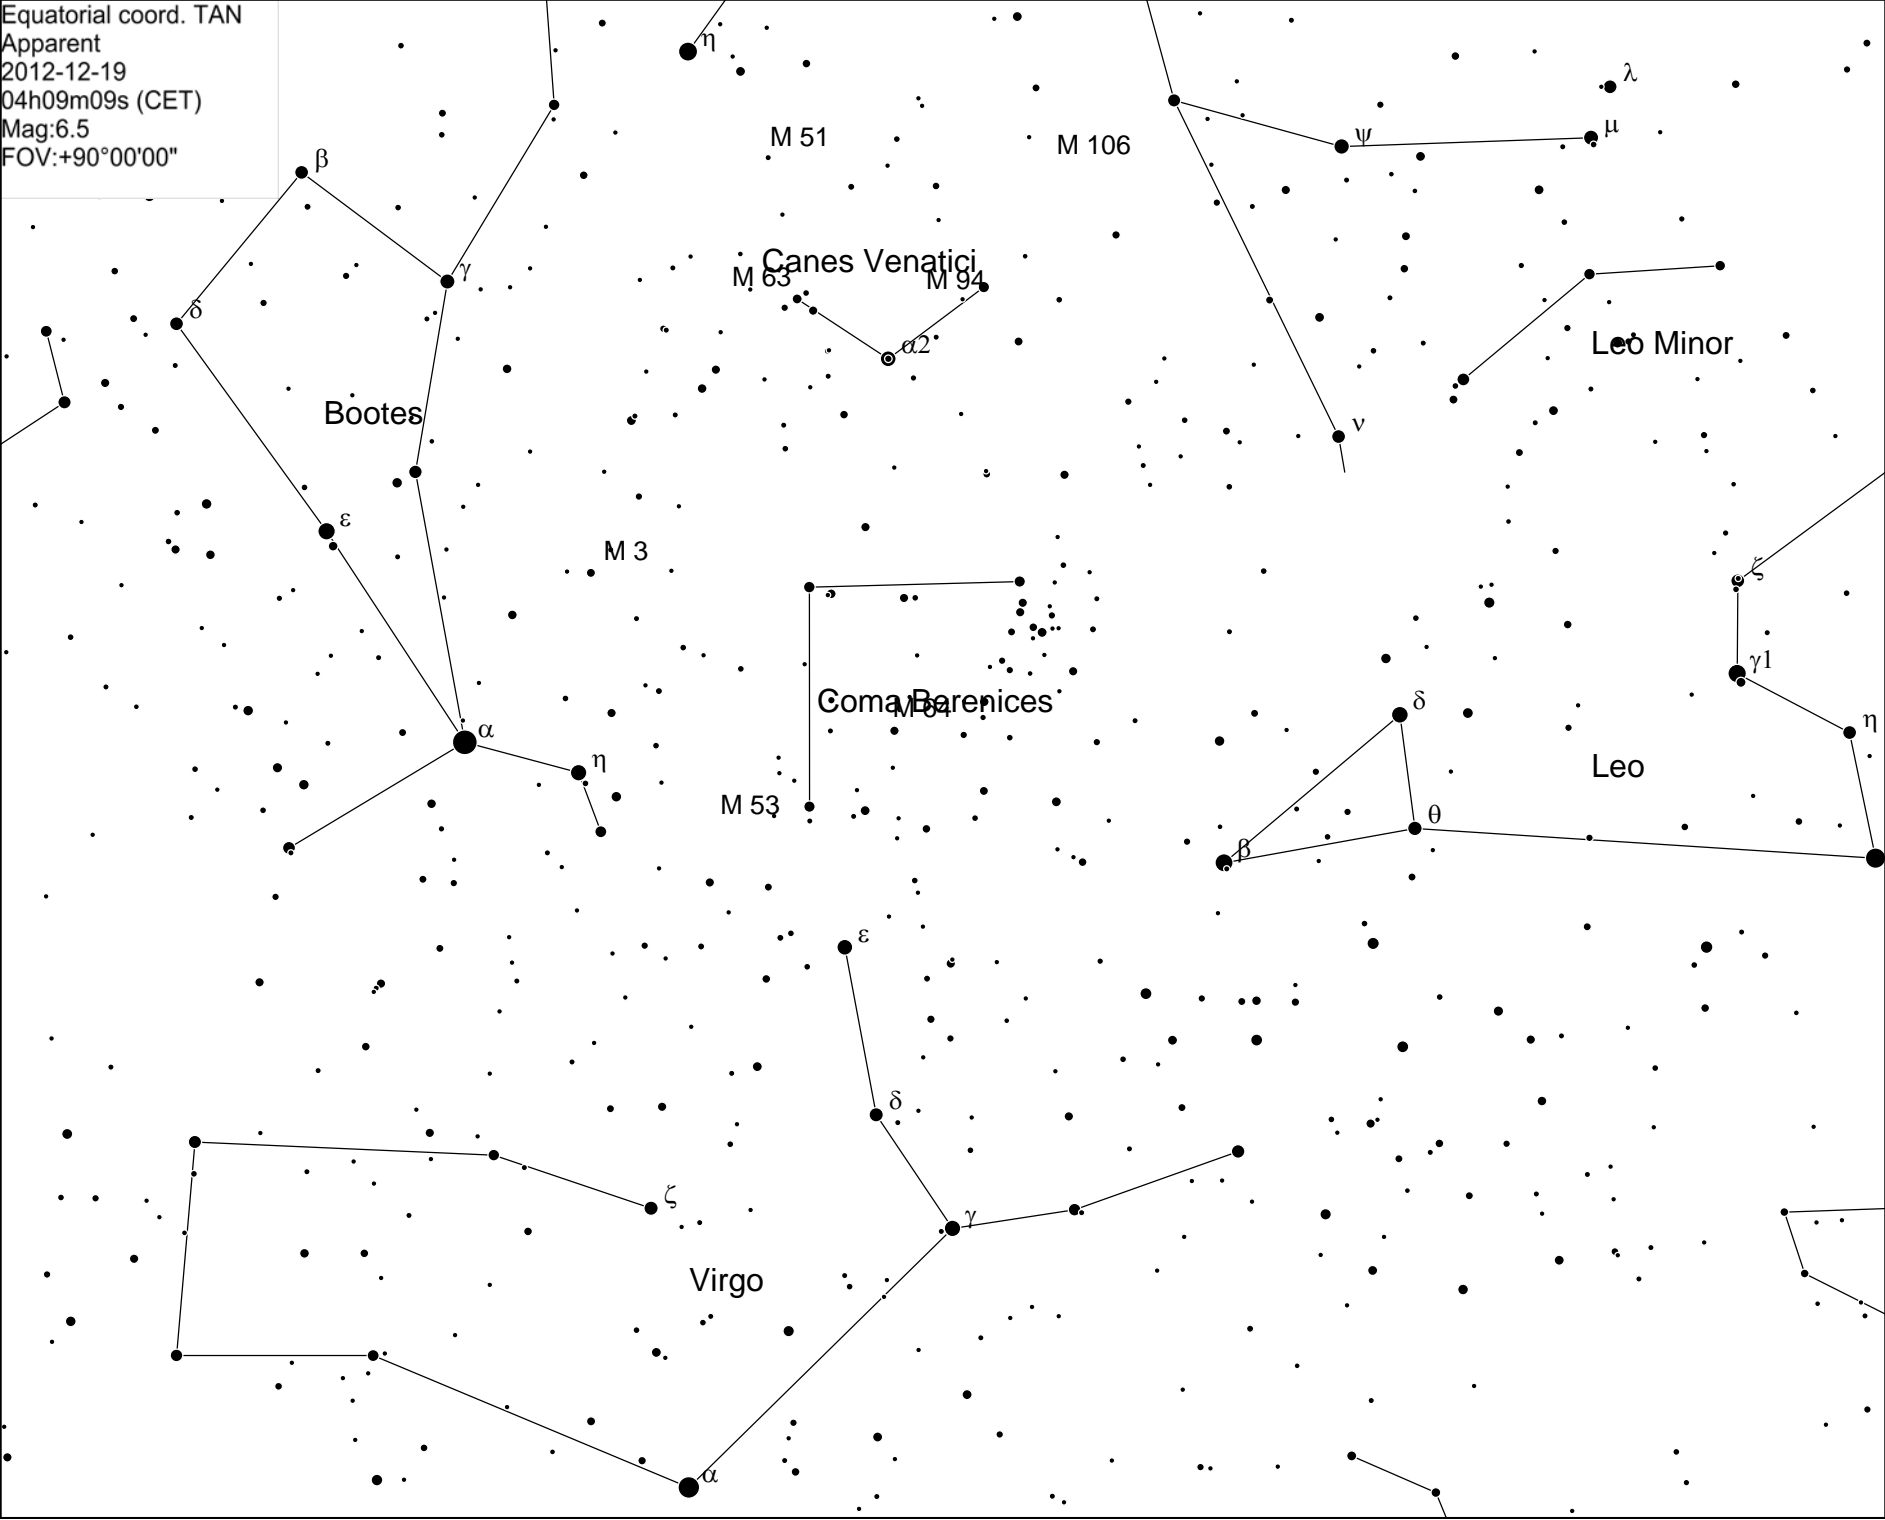 Equatorial coord. TAN
Apparent
2012-12-19
04h09m09s (CET)
Mag:6.5
FOV:+90°00'00"
η
λ
M 51
M 106
ψ
μ
β
γ
Canes Venatici
M 63
M 94
δ
α2
Leo Minor
Bootes
ν
ε
M 3
ζ
γ1
Coma Berenices
M 64
δ
η
α
η
Leo
M 53
θ
β
ε
δ
ζ
γ
Virgo
α